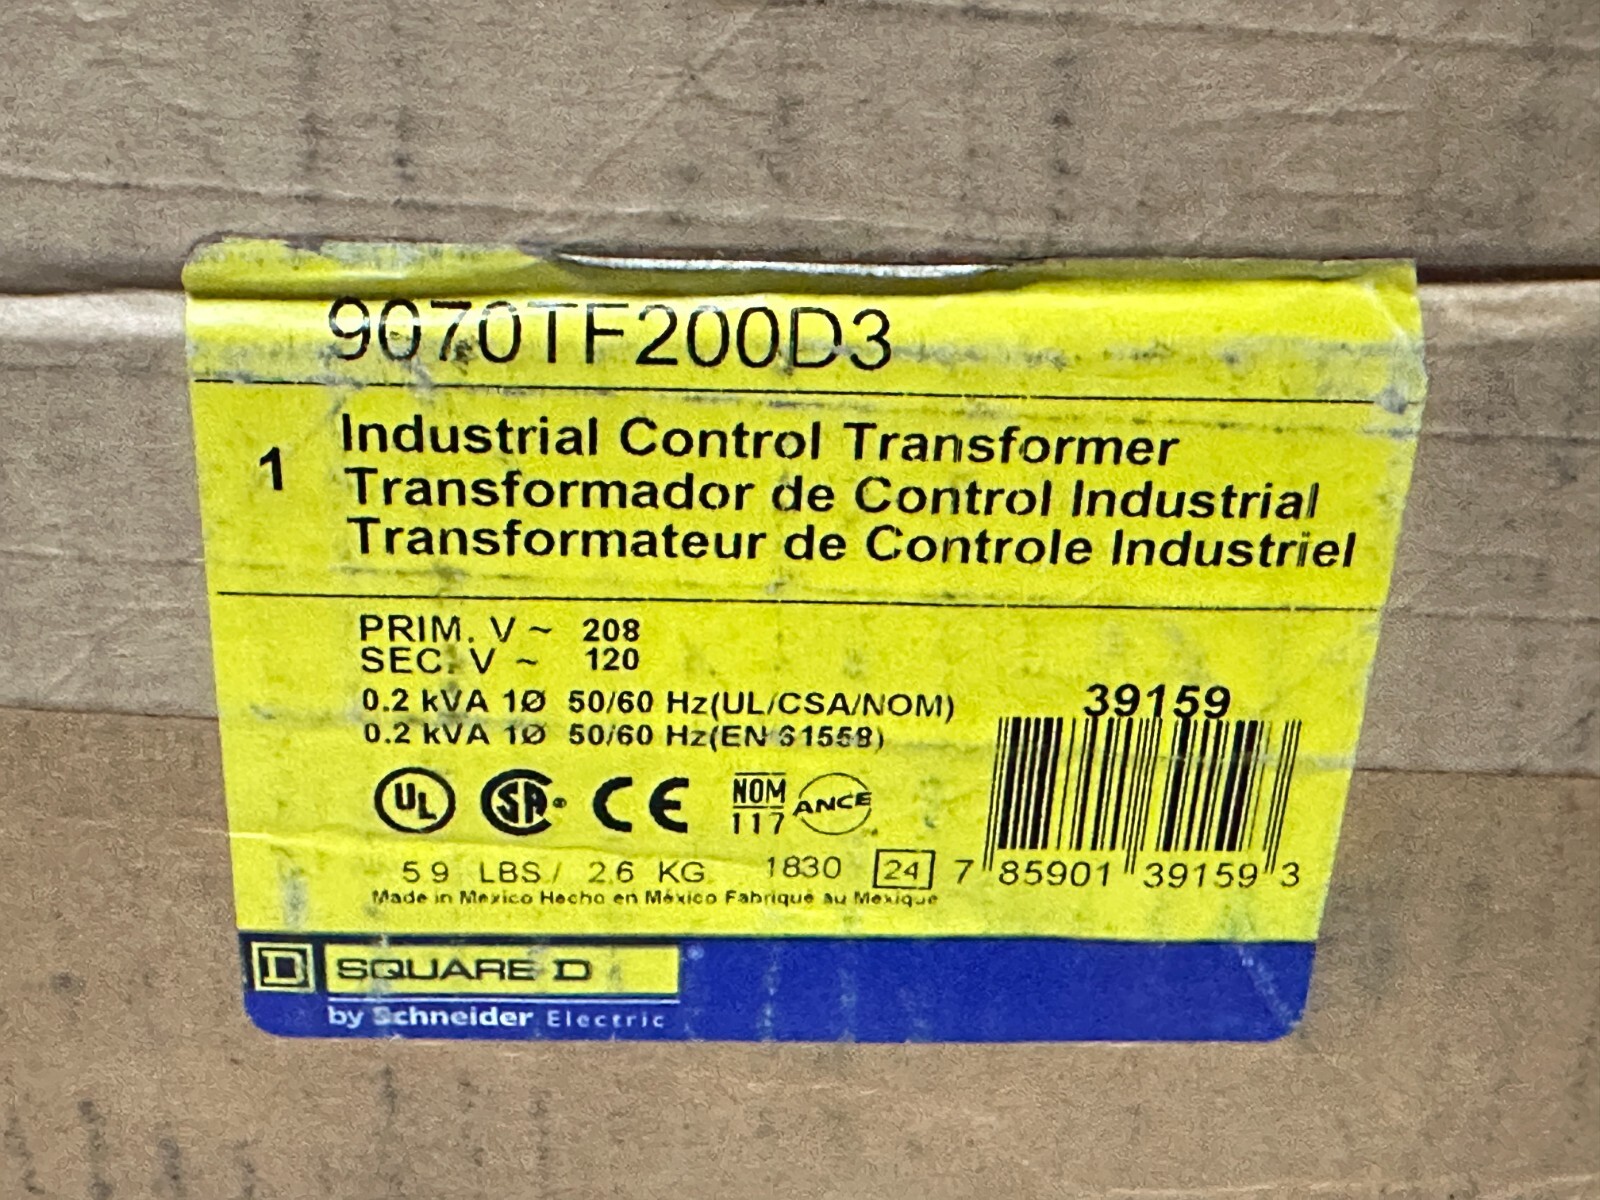 9070TF200D3
1 Industrial Control Transformer
Transformador de Control Industrial
Transformateur de Controle Industriel
PRIM. V ~ 208
SEC. V ~ 120
0.2 kVA 1Ø 50/60 Hz(UL/CSA/NOM)
0.2 kVA 1Ø 50/60 Hz(EN 61558)
39159
UL SA CE NOM 117 ANCE
5.9 LBS / 2.6 KG 1830 24
7 85901 39159 3
Made in Mexico Hecho en México Fabriqué au Mexique
D SQUARE D
by Schneider Electric